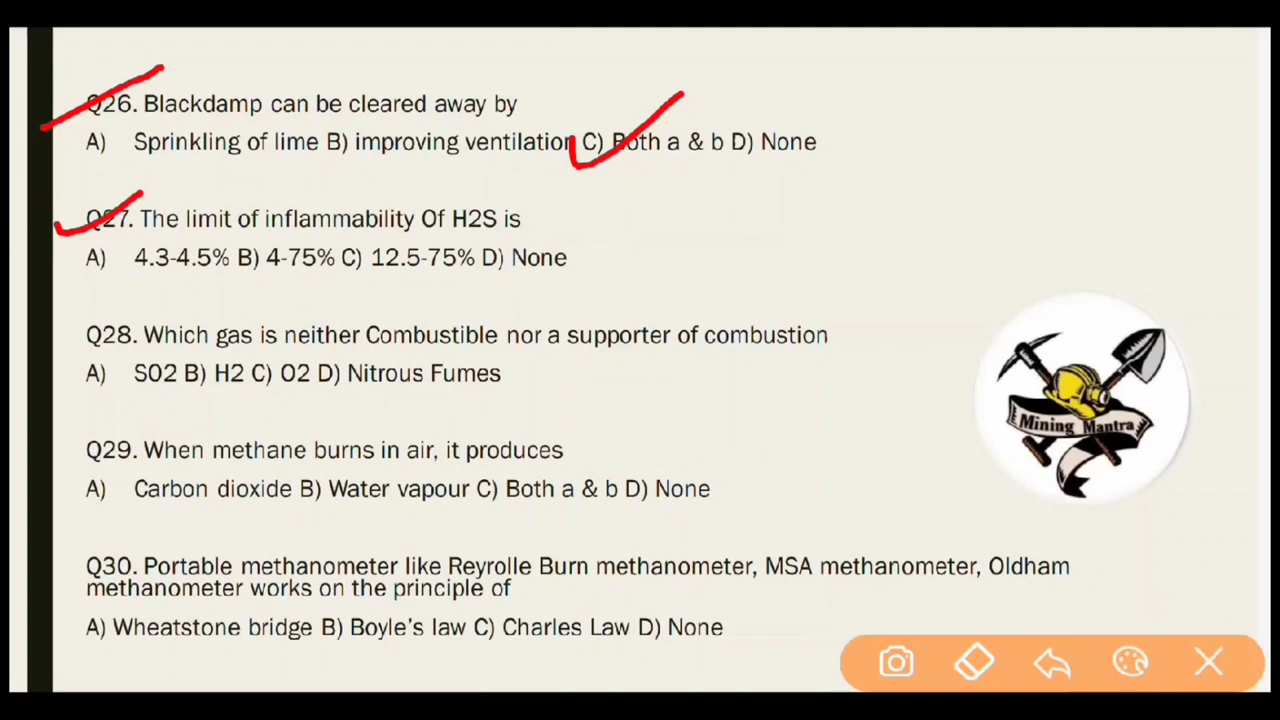 Q26. Blackdamp can be cleared away by
A) Sprinkling of lime B) improving ventilation C) Both a & b D) None
Q27. The limit of inflammability Of H2S is
A) 4.3-4.5% B) 4-75% C) 12.5-75% D) None
Q28. Which gas is neither Combustible nor a supporter of combustion
A) SO2 B) H2 C) O2 D) Nitrous Fumes
Q29. When methane burns in air, it produces
A) Carbon dioxide B) Water vapour C) Both a & b D) None
Q30. Portable methanometer like Reyrolle Burn methanometer, MSA methanometer, Oldham
methanometer works on the principle of
A) Wheatstone bridge B) Boyle's law C) Charles Law D) None
Mining Mantra